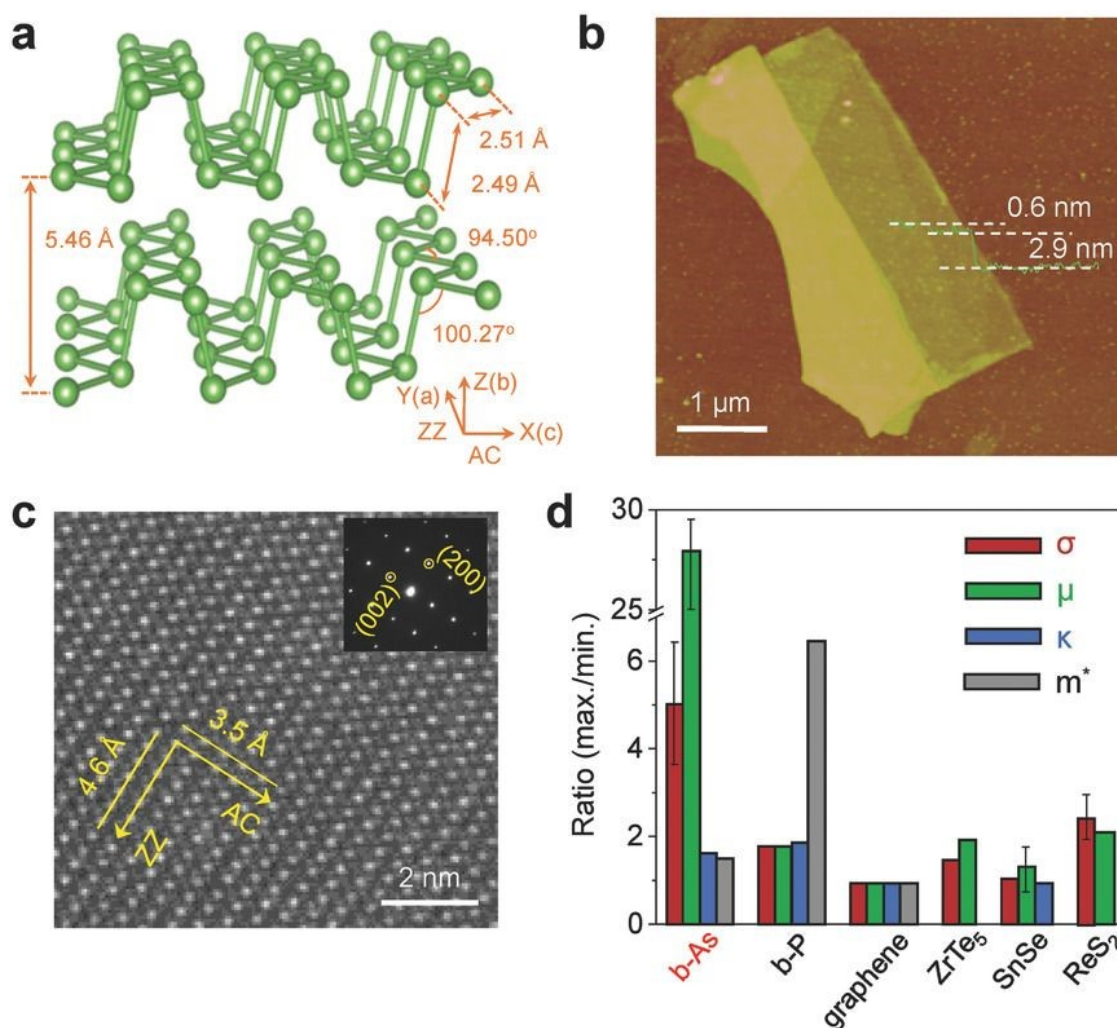 a
2.51 Å
2.49 Å
5.46 Å
94.50º
100.27º
Z(b)
Y(a)
ZZ
X(c)
AC
b
0.6 nm
2.9 nm
1 μm
c
(002)
(200)
4.6 Å
3.5 Å
ZZ
AC
2 nm
d
30
25
6
4
2
0
Ratio (max./min.)
σ
μ
κ
m*
b-As
b-P
graphene
ZrTe₅
SnSe
ReS₂